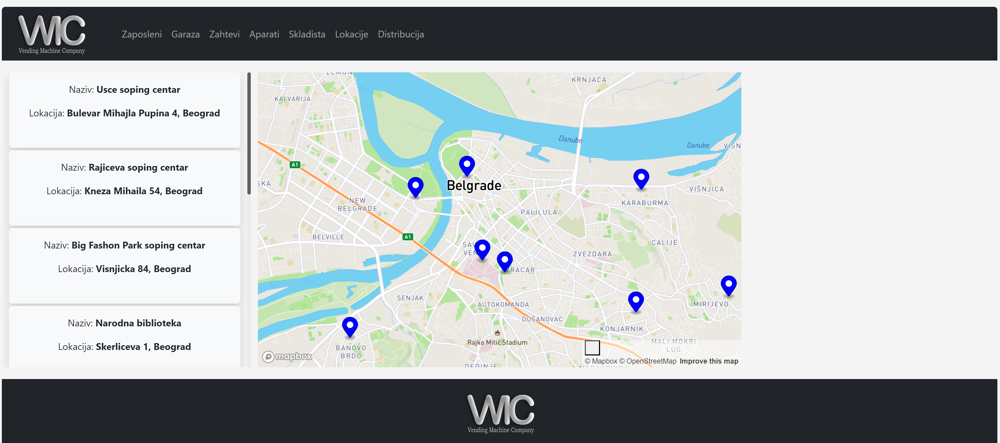 WIC
Vending Machine Company
Zaposleni Garaza Zahtevi Aparati Skladista Lokacije Distribucija
Naziv: Usce soping centar
Lokacija: Bulevar Mihajla Pupina 4, Beograd
Naziv: Rajiceva soping centar
Lokacija: Kneza Mihaila 54, Beograd
Naziv: Big Fashon Park soping centar
Lokacija: Visnjicka 84, Beograd
Naziv: Narodna biblioteka
Lokacija: Skerliceva 1, Beograd
ZEMUN
KRNJACA
KALVARIJA
Danube
Danube
VISN
A1
Belgrade
SKA
VIŠNJICA
NEW
BELGRADE
KARABURMA
PALILULA
BELVILLE
A1
CALIJE
SAV
VEN
ZVEZDARA
VRACAR
SENJAK
AUTOKOMANDA
MIRIJEVO
DUŠANOVAC
KONJARNIK
Rajko Mitić Stadium
MALI MOKRI
LUG
BANOVO
BRDO
mapbox
DEDINJE
© Mapbox © OpenStreetMap Improve this map
WIC
Vending Machine Company